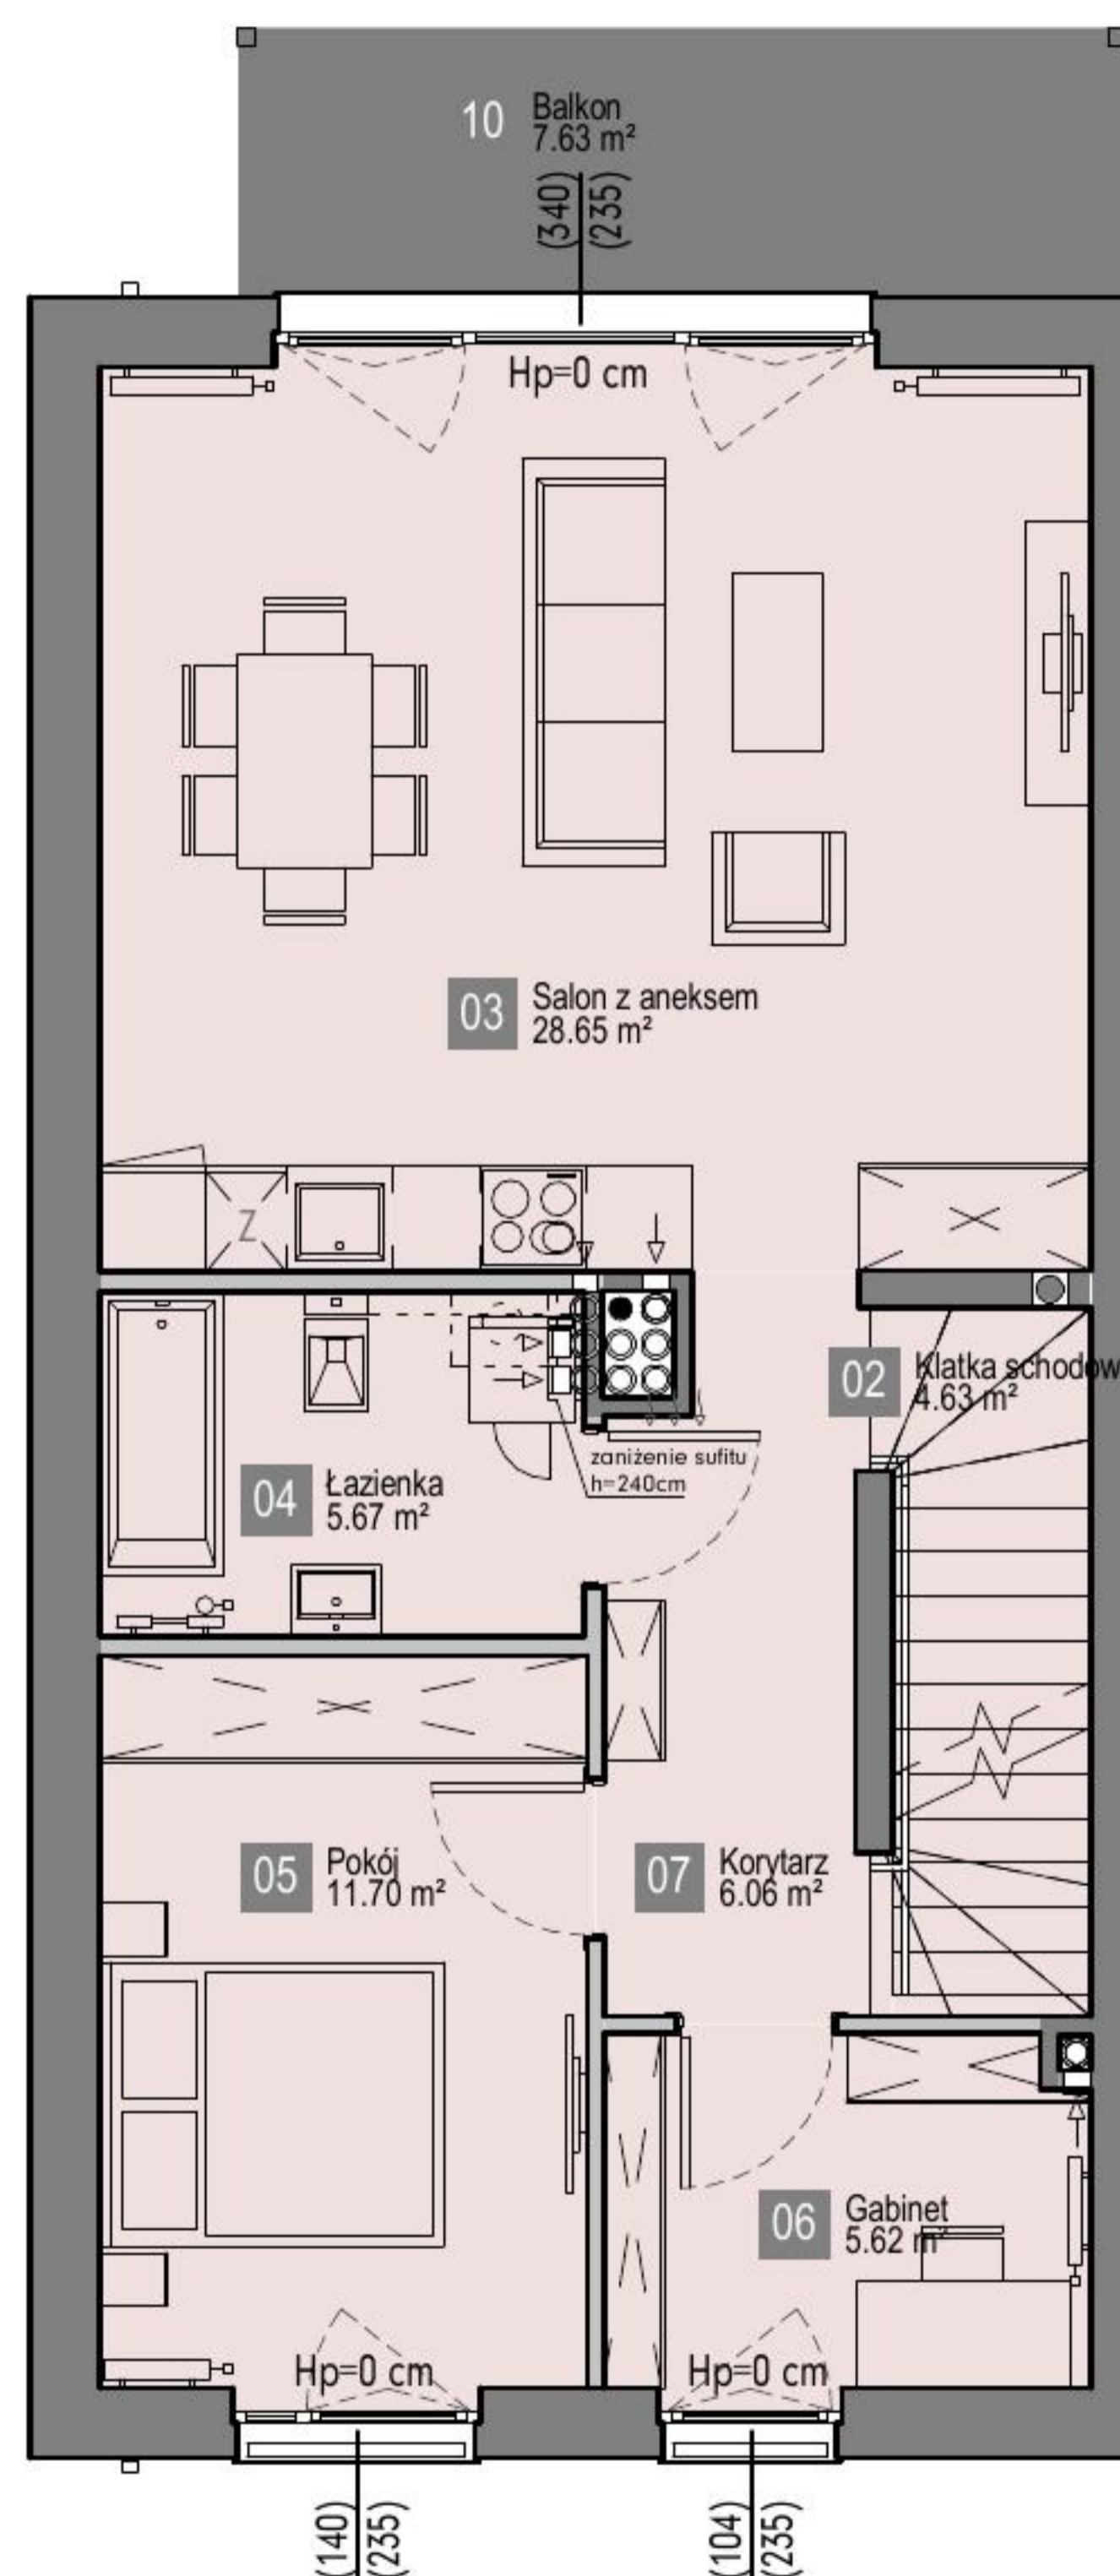 10 Balkon
7.63 m²
(340)
(235)
Hp=0 cm
03 Salon z aneksem
28.65 m²
Z
02 Klatka schodow
4.63 m²
zaniżenie sufitu
h=240cm
04 Łazienka
5.67 m²
05 Pokój
11.70 m²
07 Korytarz
6.06 m²
06 Gabinet
5.62 m²
Hp=0 cm
Hp=0 cm
(140)
(235)
(104)
(235)